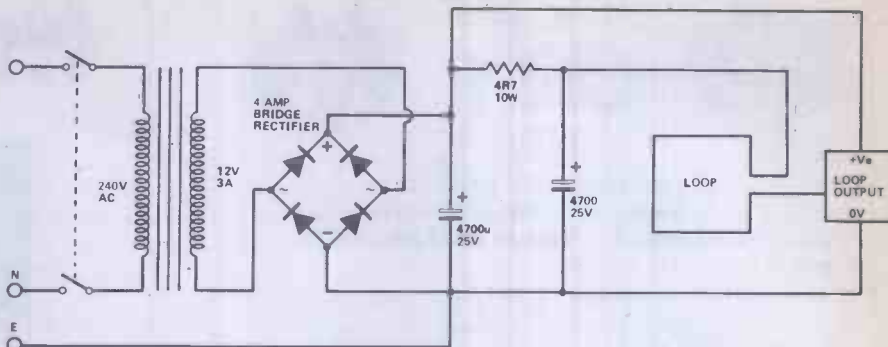 4 AMP
BRIDGE
RECTIFIER
4R7
10W
240V
AC
12V
3A
+
~
~
−
+
4700u
25V
+
4700
25V
LOOP
+Ve
LOOP
OUTPUT
0V
N
E